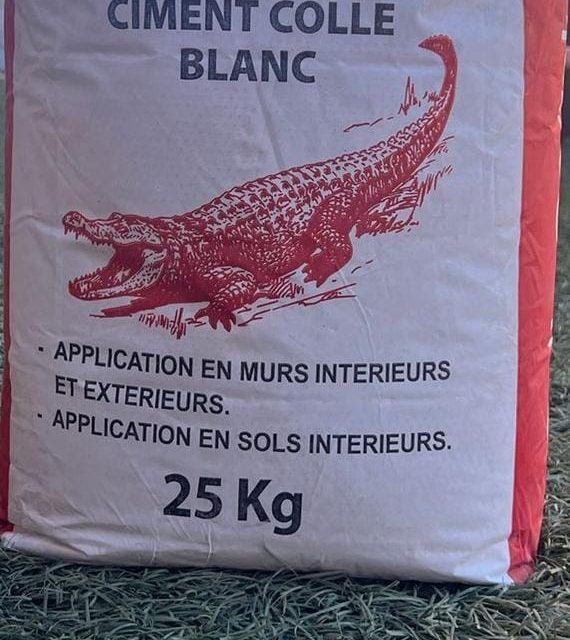 CIMENT COLLE
BLANC
- APPLICATION EN MURS INTERIEURS
ET EXTERIEURS.
- APPLICATION EN SOLS INTERIEURS.
25 Kg